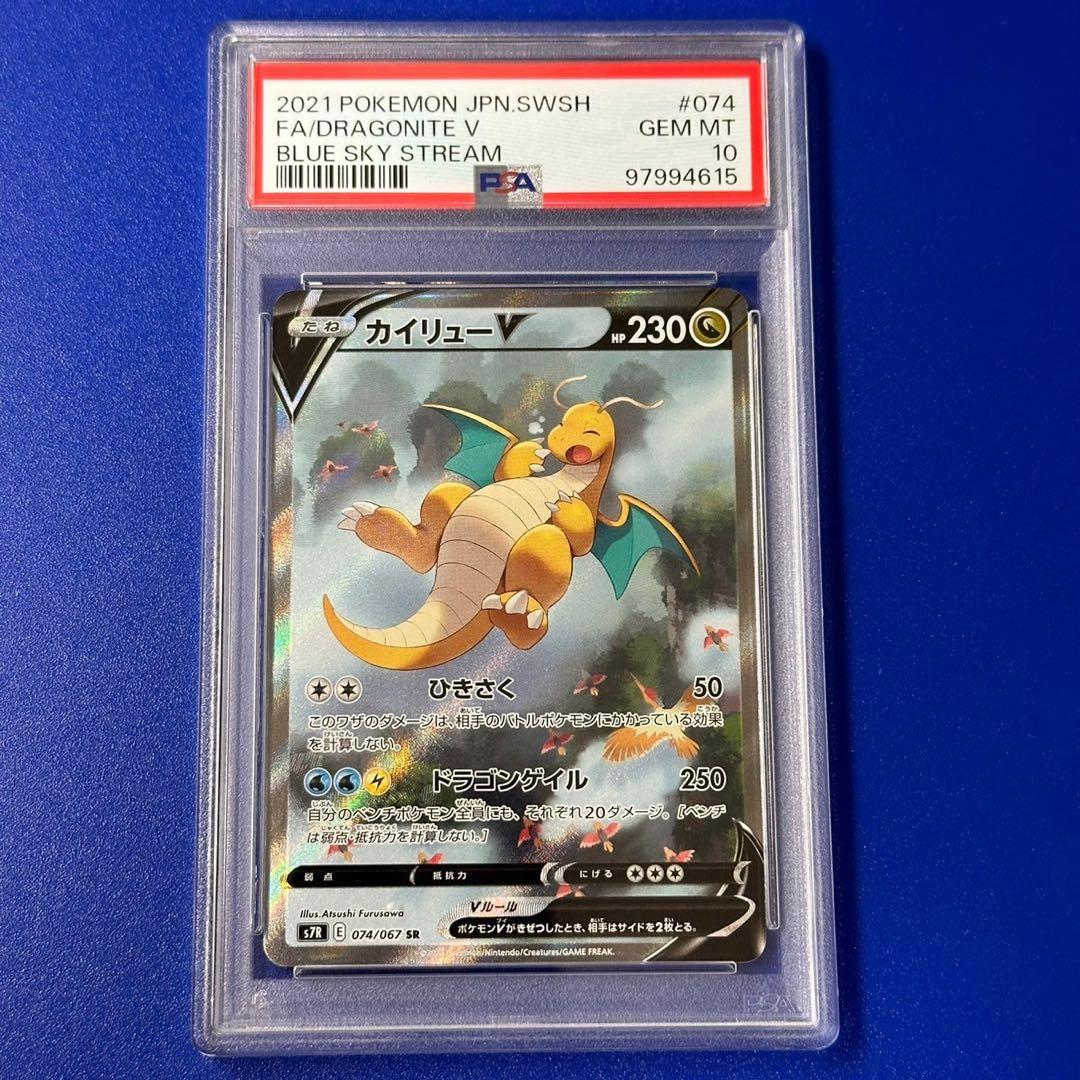 2021 POKEMON JPN.SWSH #074
FA/DRAGONITE V GEM MT
BLUE SKY STREAM 10
PSA 97994615
たね カイリューV HP230
ひきさく 50
このワザのダメージは、相手のバトルポケモンにかかっている効果
を計算しない。
ドラゴンゲイル 250
自分のベンチポケモン全員にも、それぞれ20ダメージ。[ベンチ
は弱点・抵抗力を計算しない。]
弱点 抵抗力 にげる
Illus.Atsushi Furusawa Vルール
s7R E 074/067 SR ポケモンVがきぜつしたとき、相手はサイドを2枚とる。
/Nintendo/Creatures/GAME FREAK.
PSA